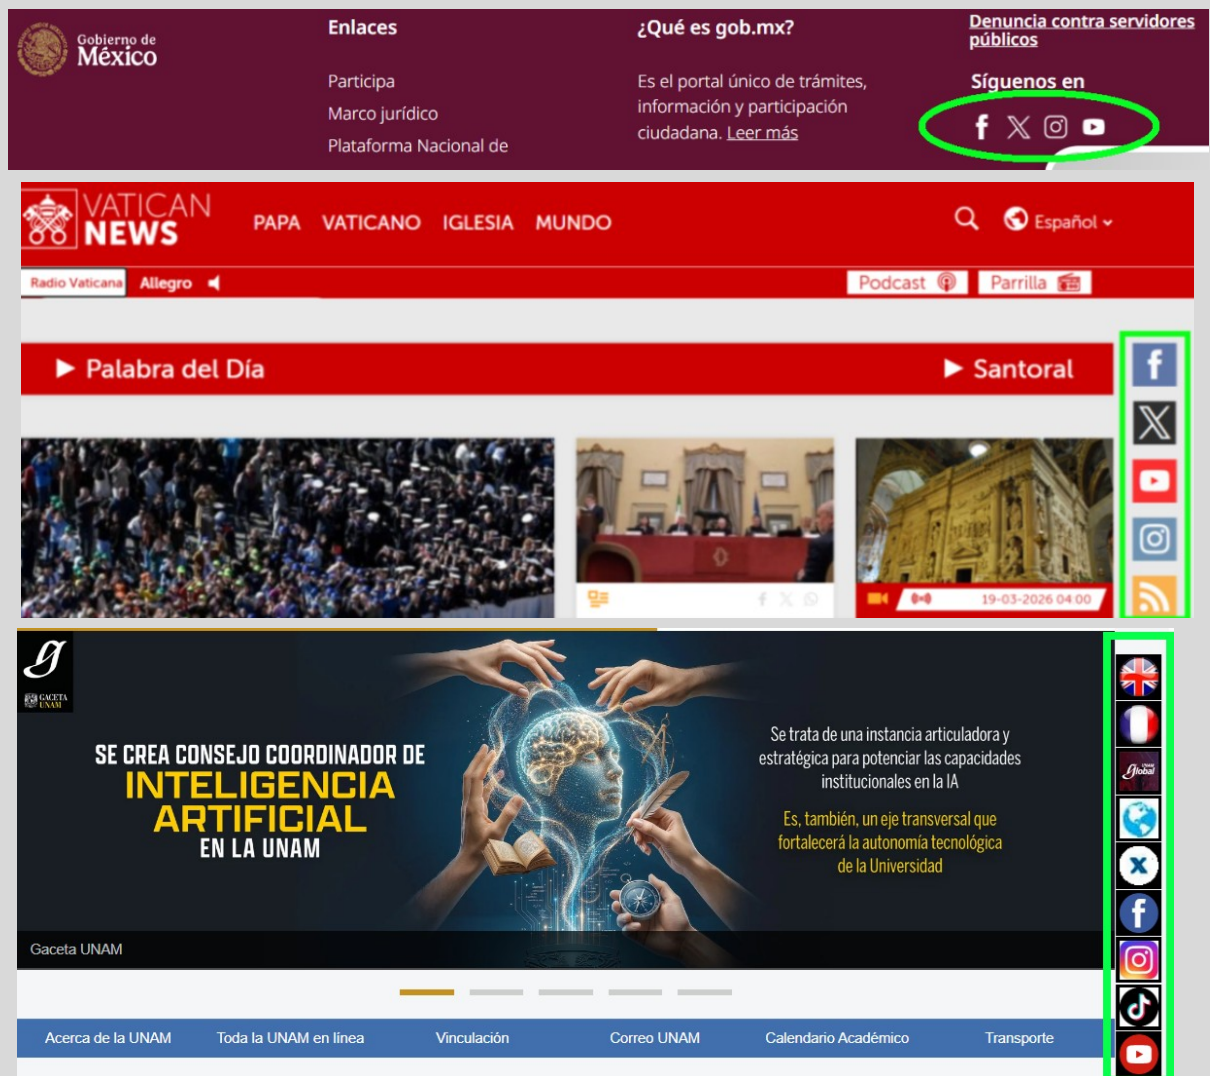 Gobierno de
México
Enlaces
Participa
Marco jurídico
Plataforma Nacional de
¿Qué es gob.mx?
Es el portal único de trámites,
información y participación
ciudadana. Leer más
Denuncia contra servidores
públicos
Síguenos en
VATICAN
NEWS
PAPA VATICANO IGLESIA MUNDO
Español
Radio Vaticana Allegro
Podcast Parrilla
Palabra del Día
Santoral
19-03-2026 04:00
GACETA
UNAM
SE CREA CONSEJO COORDINADOR DE
INTELIGENCIA
ARTIFICIAL
EN LA UNAM
Se trata de una instancia articuladora y
estratégica para potenciar las capacidades
institucionales en la IA
Es, también, un eje transversal que
fortalecerá la autonomía tecnológica
de la Universidad
UNAM
global
Gaceta UNAM
Acerca de la UNAM Toda la UNAM en línea Vinculación Correo UNAM Calendario Académico Transporte